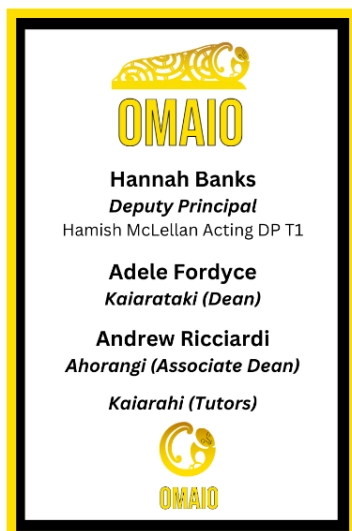 OMAIO
Hannah Banks
Deputy Principal
Hamish McLellan Acting DP T1
Adele Fordyce
Kaiarataki (Dean)
Andrew Ricciardi
Ahorangi (Associate Dean)
Kaiarahi (Tutors)
OMAIO